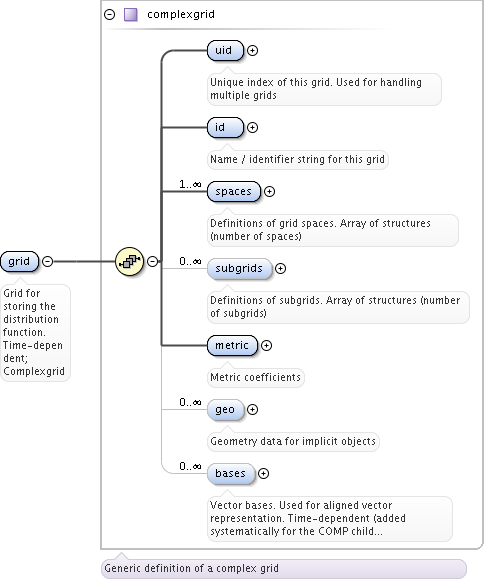 complexgrid
uid
Unique index of this grid. Used for handling
multiple grids
id
Name / identifier string for this grid
1..∞
spaces
Definitions of grid spaces. Array of structures
(number of spaces)
grid
Grid for
storing the
distribution
function.
Time-depen
dent;
Complexgrid
0..∞
subgrids
Definitions of subgrids. Array of structures (number
of subgrids)
metric
Metric coefficients
0..∞
geo
Geometry data for implicit objects
0..∞
bases
Vector bases. Used for aligned vector
representation. Time-dependent (added
systematically for the COMP child...
Generic definition of a complex grid